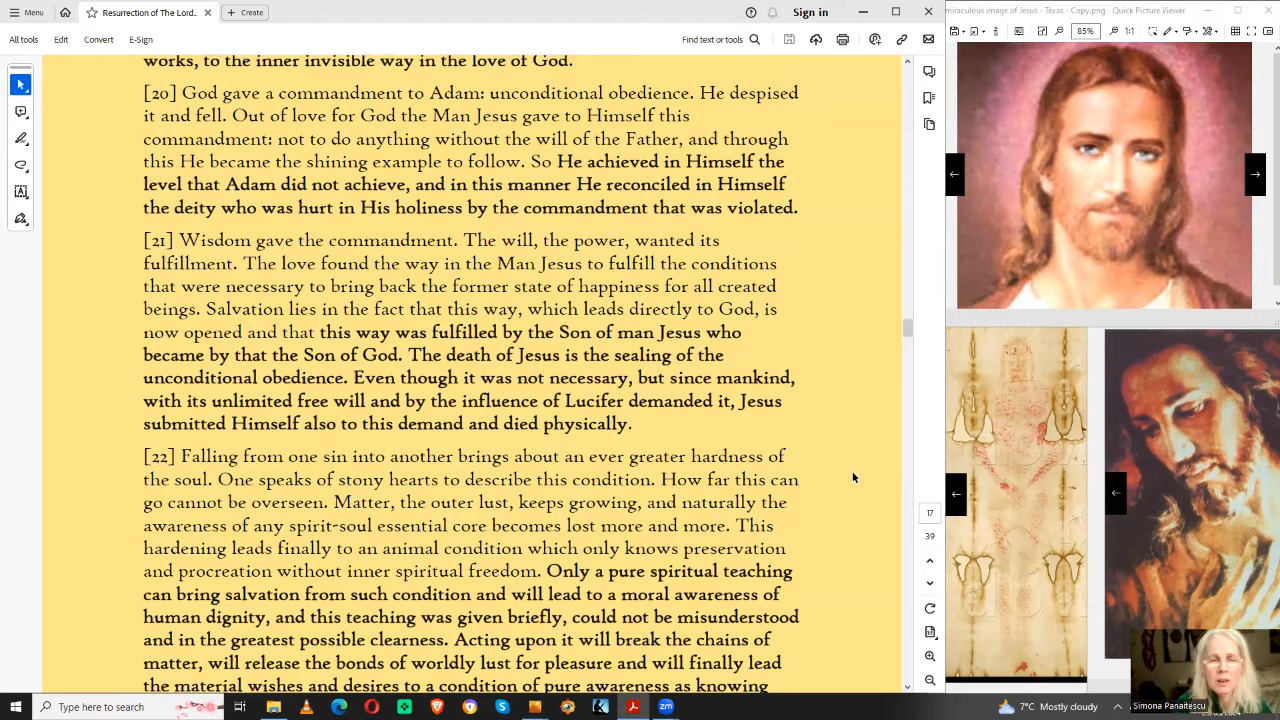 Menu
Resurrection of The Lord...
Create
Sign in
miraculous image of Jesus - Texas - Copy.png - Quick Picture Viewer
All tools
Edit
Convert
E-Sign
Find text or tools
85%
1:1
works, to the inner invisible way in the love of God.
[20] God gave a commandment to Adam: unconditional obedience. He despised
it and fell. Out of love for God the Man Jesus gave to Himself this
commandment: not to do anything without the will of the Father, and through
this He became the shining example to follow. So He achieved in Himself the
level that Adam did not achieve, and in this manner He reconciled in Himself
the deity who was hurt in His holiness by the commandment that was violated.
[21] Wisdom gave the commandment. The will, the power, wanted its
fulfillment. The love found the way in the Man Jesus to fulfill the conditions
that were necessary to bring back the former state of happiness for all created
beings. Salvation lies in the fact that this way, which leads directly to God, is
now opened and that this way was fulfilled by the Son of man Jesus who
became by that the Son of God. The death of Jesus is the sealing of the
unconditional obedience. Even though it was not necessary, but since mankind,
with its unlimited free will and by the influence of Lucifer demanded it, Jesus
submitted Himself also to this demand and died physically.
[22] Falling from one sin into another brings about an ever greater hardness of
the soul. One speaks of stony hearts to describe this condition. How far this can
go cannot be overseen. Matter, the outer lust, keeps growing, and naturally the
awareness of any spirit-soul essential core becomes lost more and more. This
hardening leads finally to an animal condition which only knows preservation
and procreation without inner spiritual freedom. Only a pure spiritual teaching
can bring salvation from such condition and will lead to a moral awareness of
human dignity, and this teaching was given briefly, could not be misunderstood
and in the greatest possible clearness. Acting upon it will break the chains of
matter, will release the bonds of worldly lust for pleasure and will finally lead
the material wishes and desires to a condition of pure awareness as knowing
17
39
Type here to search
7°C Mostly cloudy
Simona Panaitescu